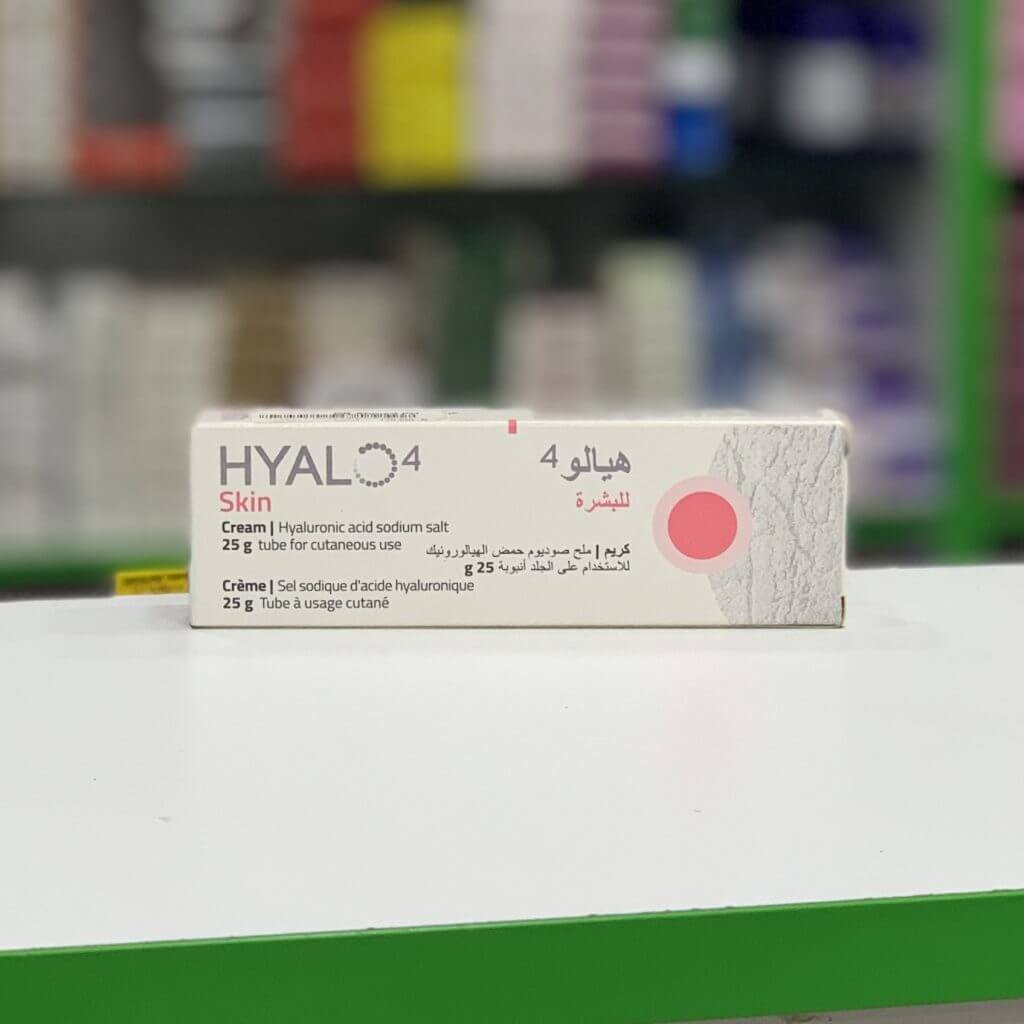 HYALO4
Skin
Cream | Hyaluronic acid sodium salt
25 g tube for cutaneous use
Crème | Sel sodique d'acide hyaluronique
25 g Tube à usage cutané
هيالو 4
للبشرة
كريم | ملح صوديوم حمض الهيالورونيك
للاستخدام على الجلد أنبوبة 25 g